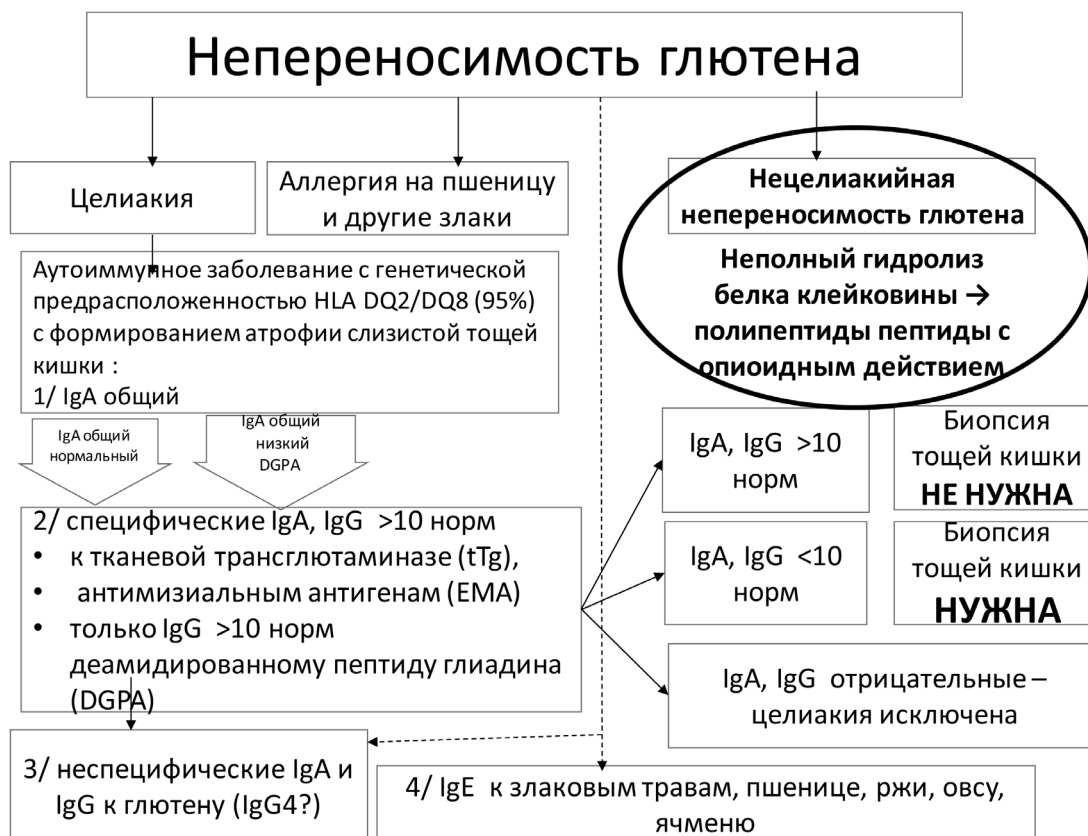 Непереносимость глютена
Целиакия
Аллергия на пшеницу
и другие злаки
Нецелиакийная
непереносимость глютена
Неполный гидролиз
белка клейковины →
полипептиды пептиды с
опиоидным действием
Аутоиммунное заболевание с генетической
предрасположенностью HLA DQ2/DQ8 (95%)
с формированием атрофии слизистой тощей
кишки :
1/ IgA общий
IgA общий
нормальный
IgA общий
низкий
DGPA
2/ специфические IgA, IgG >10 норм
• к тканевой трансглютаминазе (tTg),
• антимизиальным антигенам (EMA)
• только IgG >10 норм
деамидированному пептиду глиадина
(DGPA)
IgA, IgG >10
норм
Биопсия
тощей кишки
НЕ НУЖНА
IgA, IgG <10
норм
Биопсия
тощей кишки
НУЖНА
IgA, IgG отрицательные –
целиакия исключена
3/ неспецифические IgA и
IgG к глютену (IgG4?)
4/ IgE к злаковым травам, пшенице, ржи, овсу,
ячменю